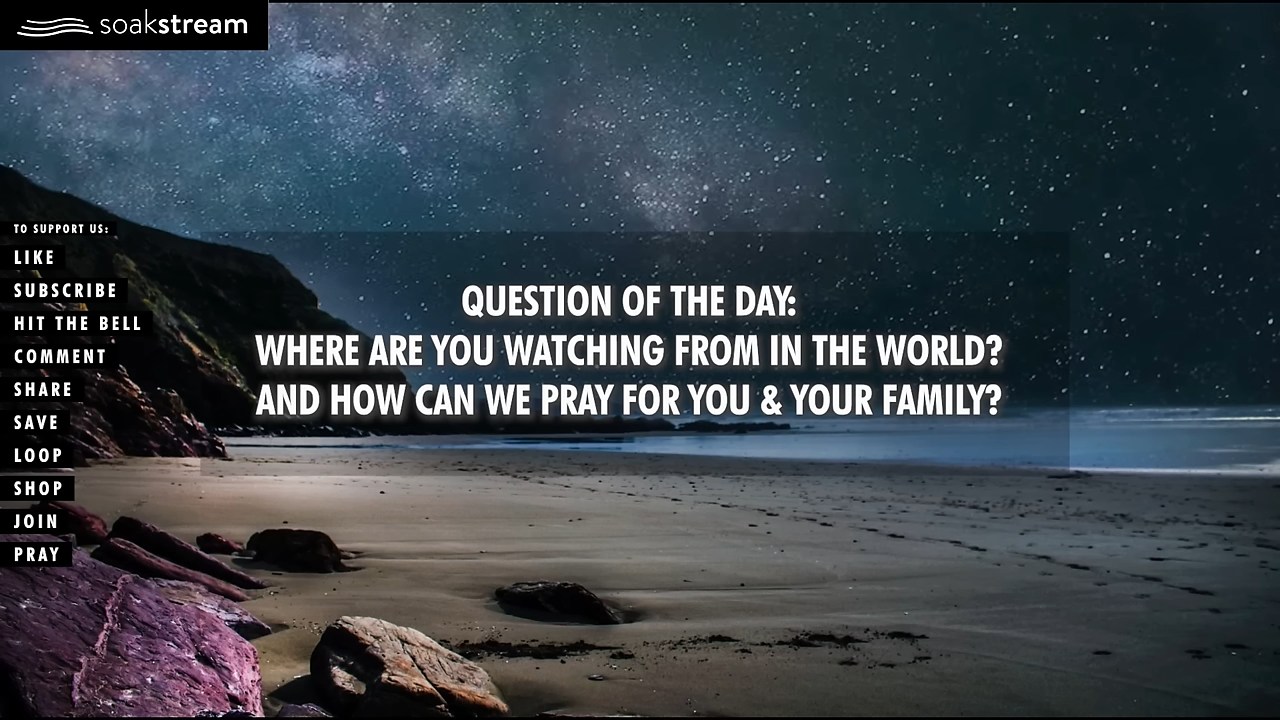 soakstream
TO SUPPORT US:
LIKE
SUBSCRIBE
HIT THE BELL
COMMENT
SHARE
SAVE
LOOP
SHOP
JOIN
PRAY
QUESTION OF THE DAY:
WHERE ARE YOU WATCHING FROM IN THE WORLD?
AND HOW CAN WE PRAY FOR YOU & YOUR FAMILY?